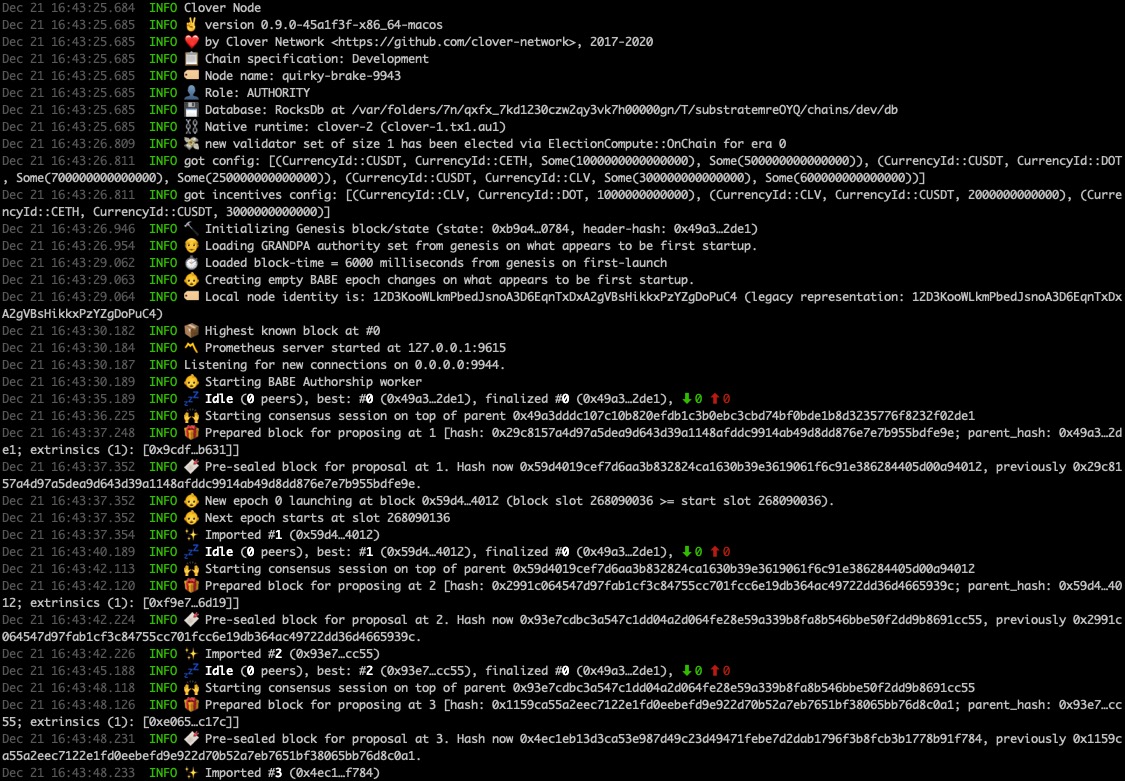 Dec 21 16:43:25.684  INFO Clover Node
Dec 21 16:43:25.685  INFO ✌️ version 0.9.0-45a1f3f-x86_64-macos
Dec 21 16:43:25.685  INFO ❤️ by Clover Network <https://github.com/clover-network>, 2017-2020
Dec 21 16:43:25.685  INFO 📋 Chain specification: Development
Dec 21 16:43:25.685  INFO 🏷 Node name: quirky-brake-9943
Dec 21 16:43:25.685  INFO 👤 Role: AUTHORITY
Dec 21 16:43:25.685  INFO 💾 Database: RocksDb at /var/folders/7n/qxfx_7kd1230czw2qy3vk7h00000gn/T/substratemreOYQ/chains/dev/db
Dec 21 16:43:25.685  INFO ⛓ Native runtime: clover-2 (clover-1.tx1.au1)
Dec 21 16:43:26.809  INFO 💸 new validator set of size 1 has been elected via ElectionCompute::OnChain for era 0
Dec 21 16:43:26.811  INFO got config: [(CurrencyId::CUSDT, CurrencyId::CETH, Some(10000000000000), Some(500000000000000)), (CurrencyId::CUSDT, CurrencyId::DOT
, Some(700000000000000), Some(250000000000000)), (CurrencyId::CUSDT, CurrencyId::CLV, Some(300000000000000), Some(600000000000000))]
Dec 21 16:43:26.811  INFO got incentives config: [(CurrencyId::CLV, CurrencyId::DOT, 1000000000000), (CurrencyId::CLV, CurrencyId::CUSDT, 2000000000000), (Curre
ncyId::CETH, CurrencyId::CUSDT, 3000000000000)]
Dec 21 16:43:26.946  INFO 🔨 Initializing Genesis block/state (state: 0xb9a4…0784, header-hash: 0x49a3…2de1)
Dec 21 16:43:26.954  INFO 👴 Loading GRANDPA authority set from genesis on what appears to be first startup.
Dec 21 16:43:29.062  INFO ⏱ Loaded block-time = 6000 milliseconds from genesis on first-launch
Dec 21 16:43:29.063  INFO 👶 Creating empty BABE epoch changes on what appears to be first startup.
Dec 21 16:43:29.064  INFO 🏷 Local node identity is: 12D3KooWLkmPbedJsnoA3D6EqnTxDxA2gVBsHikkxPzYZgDoPuC4 (legacy representation: 12D3KooWLkmPbedJsnoA3D6EqnTxDx
A2gVBsHikkxPzYZgDoPuC4)
Dec 21 16:43:30.182  INFO 📦 Highest known block at #0
Dec 21 16:43:30.184  INFO 〽️ Prometheus server started at 127.0.0.1:9615
Dec 21 16:43:30.187  INFO Listening for new connections on 0.0.0.0:9944.
Dec 21 16:43:30.189  INFO 👶 Starting BABE Authorship worker
Dec 21 16:43:35.189  INFO 💤 Idle (0 peers), best: #0 (0x49a3…2de1), finalized #0 (0x49a3…2de1), ⬇ 0 ⬆ 0
Dec 21 16:43:36.225  INFO 🙌 Starting consensus session on top of parent 0x49a3dddc107c10b820efdb1c3b0ebc3cbd74bf0bde1b8d3235776f8232f02de1
Dec 21 16:43:37.248  INFO 🎁 Prepared block for proposing at 1 [hash: 0x29c8157a4d97a5dea9d643d39a1148afddc9914ab49d8dd876e7e7b955bdfe9e; parent_hash: 0x49a3…2d
e1; extrinsics (1): [0x9cdf…b631]]
Dec 21 16:43:37.352  INFO 🔖 Pre-sealed block for proposal at 1. Hash now 0x59d4019cef7d6aa3b832824ca1630b39e3619061f6c91e386284405d00a94012, previously 0x29c81
57a4d97a5dea9d643d39a1148afddc9914ab49d8dd876e7e7b955bdfe9e.
Dec 21 16:43:37.352  INFO 👶 New epoch 0 launching at block 0x59d4…4012 (block slot 268090036 >= start slot 268090036).
Dec 21 16:43:37.352  INFO 👶 Next epoch starts at slot 268090136
Dec 21 16:43:37.354  INFO ✨ Imported #1 (0x59d4…4012)
Dec 21 16:43:40.189  INFO 💤 Idle (0 peers), best: #1 (0x59d4…4012), finalized #0 (0x49a3…2de1), ⬇ 0 ⬆ 0
Dec 21 16:43:42.113  INFO 🙌 Starting consensus session on top of parent 0x59d4019cef7d6aa3b832824ca1630b39e3619061f6c91e386284405d00a94012
Dec 21 16:43:42.120  INFO 🎁 Prepared block for proposing at 2 [hash: 0x2991c064547d97fab1cf3c84755cc701fcc6e19db364ac49722dd36d4665939c; parent_hash: 0x59d4…40
12; extrinsics (1): [0xf9e7…6d19]]
Dec 21 16:43:42.224  INFO 🔖 Pre-sealed block for proposal at 2. Hash now 0x93e7cdbc3a547c1dd04a2d064fe28e59a339b8fa8b546bbe50f2dd9b8691cc55, previously 0x2991c
064547d97fab1cf3c84755cc701fcc6e19db364ac49722dd36d4665939c.
Dec 21 16:43:42.226  INFO ✨ Imported #2 (0x93e7…cc55)
Dec 21 16:43:45.188  INFO 💤 Idle (0 peers), best: #2 (0x93e7…cc55), finalized #0 (0x49a3…2de1), ⬇ 0 ⬆ 0
Dec 21 16:43:48.118  INFO 🙌 Starting consensus session on top of parent 0x93e7cdbc3a547c1dd04a2d064fe28e59a339b8fa8b546bbe50f2dd9b8691cc55
Dec 21 16:43:48.126  INFO 🎁 Prepared block for proposing at 3 [hash: 0x1159ca55a2eec7122e1fd0eebefd9e922d70b52a7eb7651bf38065bb76d8c0a1; parent_hash: 0x93e7…cc
55; extrinsics (1): [0xe065…c17c]]
Dec 21 16:43:48.231  INFO 🔖 Pre-sealed block for proposal at 3. Hash now 0x4ec1eb13d3ca53e987d49c23d49471febe7d2dab1796f3b8fcb3b1778b91f784, previously 0x1159c
a55a2eec7122e1fd0eebefd9e922d70b52a7eb7651bf38065bb76d8c0a1.
Dec 21 16:43:48.233  INFO ✨ Imported #3 (0x4ec1…f784)